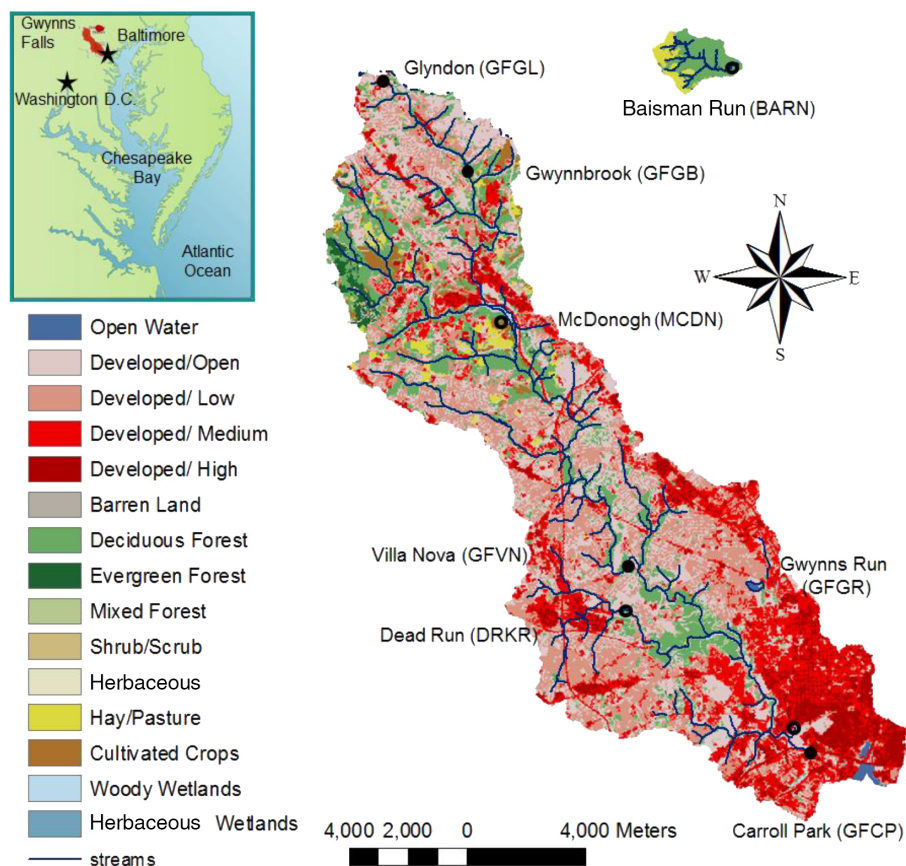 Gwynns
Falls
Baltimore
Washington D.C.
Chesapeake
Bay
Atlantic
Ocean
Glyndon (GFGL)
Baisman Run (BARN)
Gwynnbrook (GFGB)
N
W E
S
McDonogh (MCDN)
Villa Nova (GFVN)
Gwynns Run
(GFGR)
Dead Run (DRKR)
Carroll Park (GFCP)
Open Water
Developed/Open
Developed/ Low
Developed/ Medium
Developed/ High
Barren Land
Deciduous Forest
Evergreen Forest
Mixed Forest
Shrub/Scrub
Herbaceous
Hay/Pasture
Cultivated Crops
Woody Wetlands
Herbaceous Wetlands
streams
4,000 2,000 0 4,000 Meters